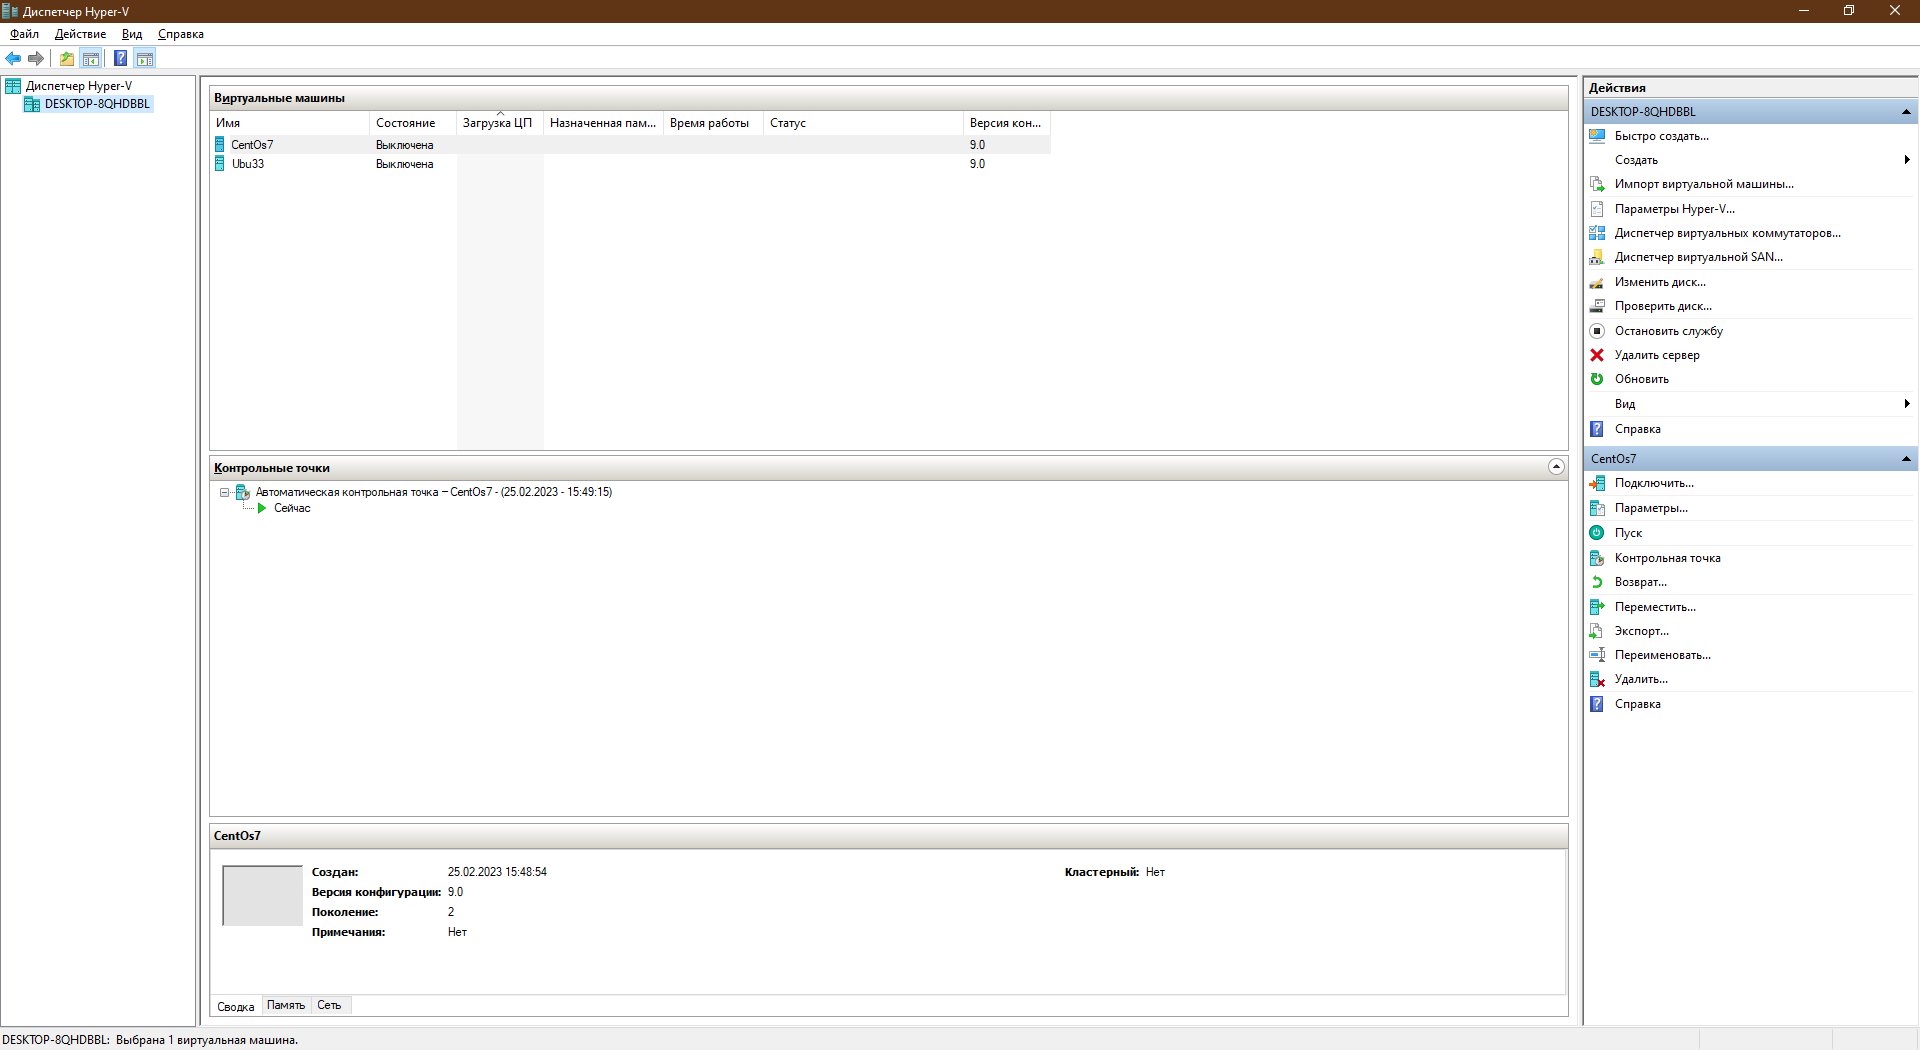 Диспетчер Hyper-V
Файл Действие Вид Справка
Диспетчер Hyper-V
DESKTOP-8QHDBBL
Виртуальные машины
Имя Состояние Загрузка ЦП Назначенная пам... Время работы Статус Версия кон...
CentOs7 Выключена 9.0
Ubu33 Выключена 9.0
Контрольные точки
Автоматическая контрольная точка – CentOs7 - (25.02.2023 - 15:49:15)
Сейчас
CentOs7
Создан: 25.02.2023 15:48:54 Кластерный: Нет
Версия конфигурации: 9.0
Поколение: 2
Примечания: Нет
Сводка Память Сеть
Действия
DESKTOP-8QHDBBL
Быстро создать...
Создать
Импорт виртуальной машины...
Параметры Hyper-V...
Диспетчер виртуальных коммутаторов...
Диспетчер виртуальной SAN...
Изменить диск...
Проверить диск...
Остановить службу
Удалить сервер
Обновить
Вид
Справка
CentOs7
Подключить...
Параметры...
Пуск
Контрольная точка
Возврат...
Переместить...
Экспорт...
Переименовать...
Удалить...
Справка
DESKTOP-8QHDBBL: Выбрана 1 виртуальная машина.